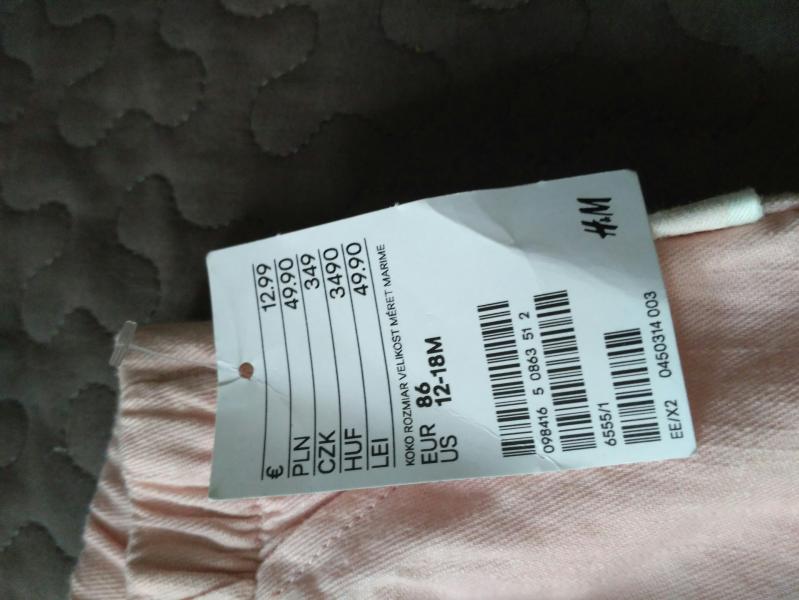 € 12.99
PLN 49.90
CZK 349
HUF 3490
LEI 49.90
KOKO ROZMIAR VELIKOST MÉRET MARIME
EUR 86
US 12-18M
098416 5 0863 51 2
6555/1
EE/X2 0450314 003
H&M